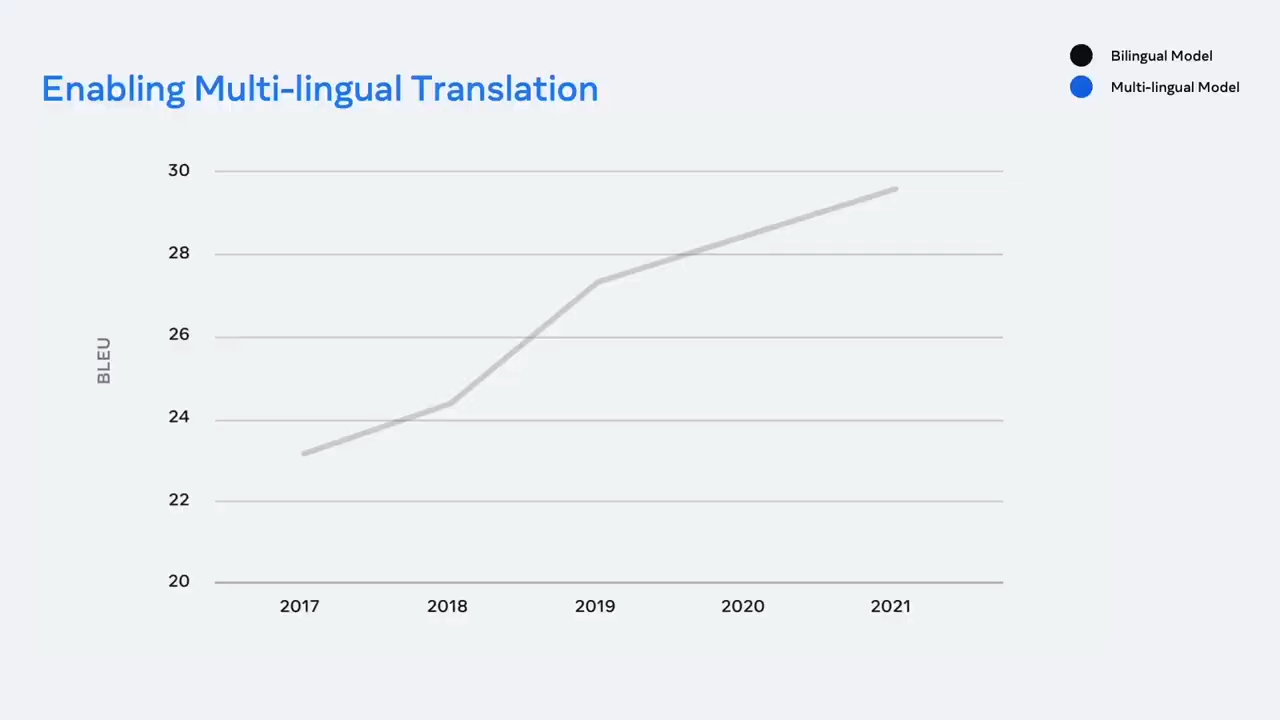 Bilingual Model
Enabling Multi-lingual Translation
Multi-lingual Model
30
28
26
BLEU
24
22
20
2017 2018 2019 2020 2021